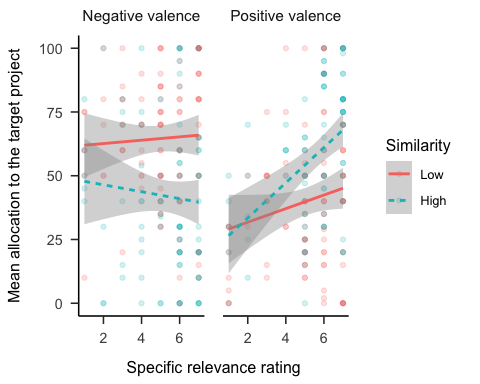 Negative valence
Positive valence
Mean allocation to the target project
100
75
50
25
0
2
4
6
2
4
6
Specific relevance rating
Similarity
Low
High